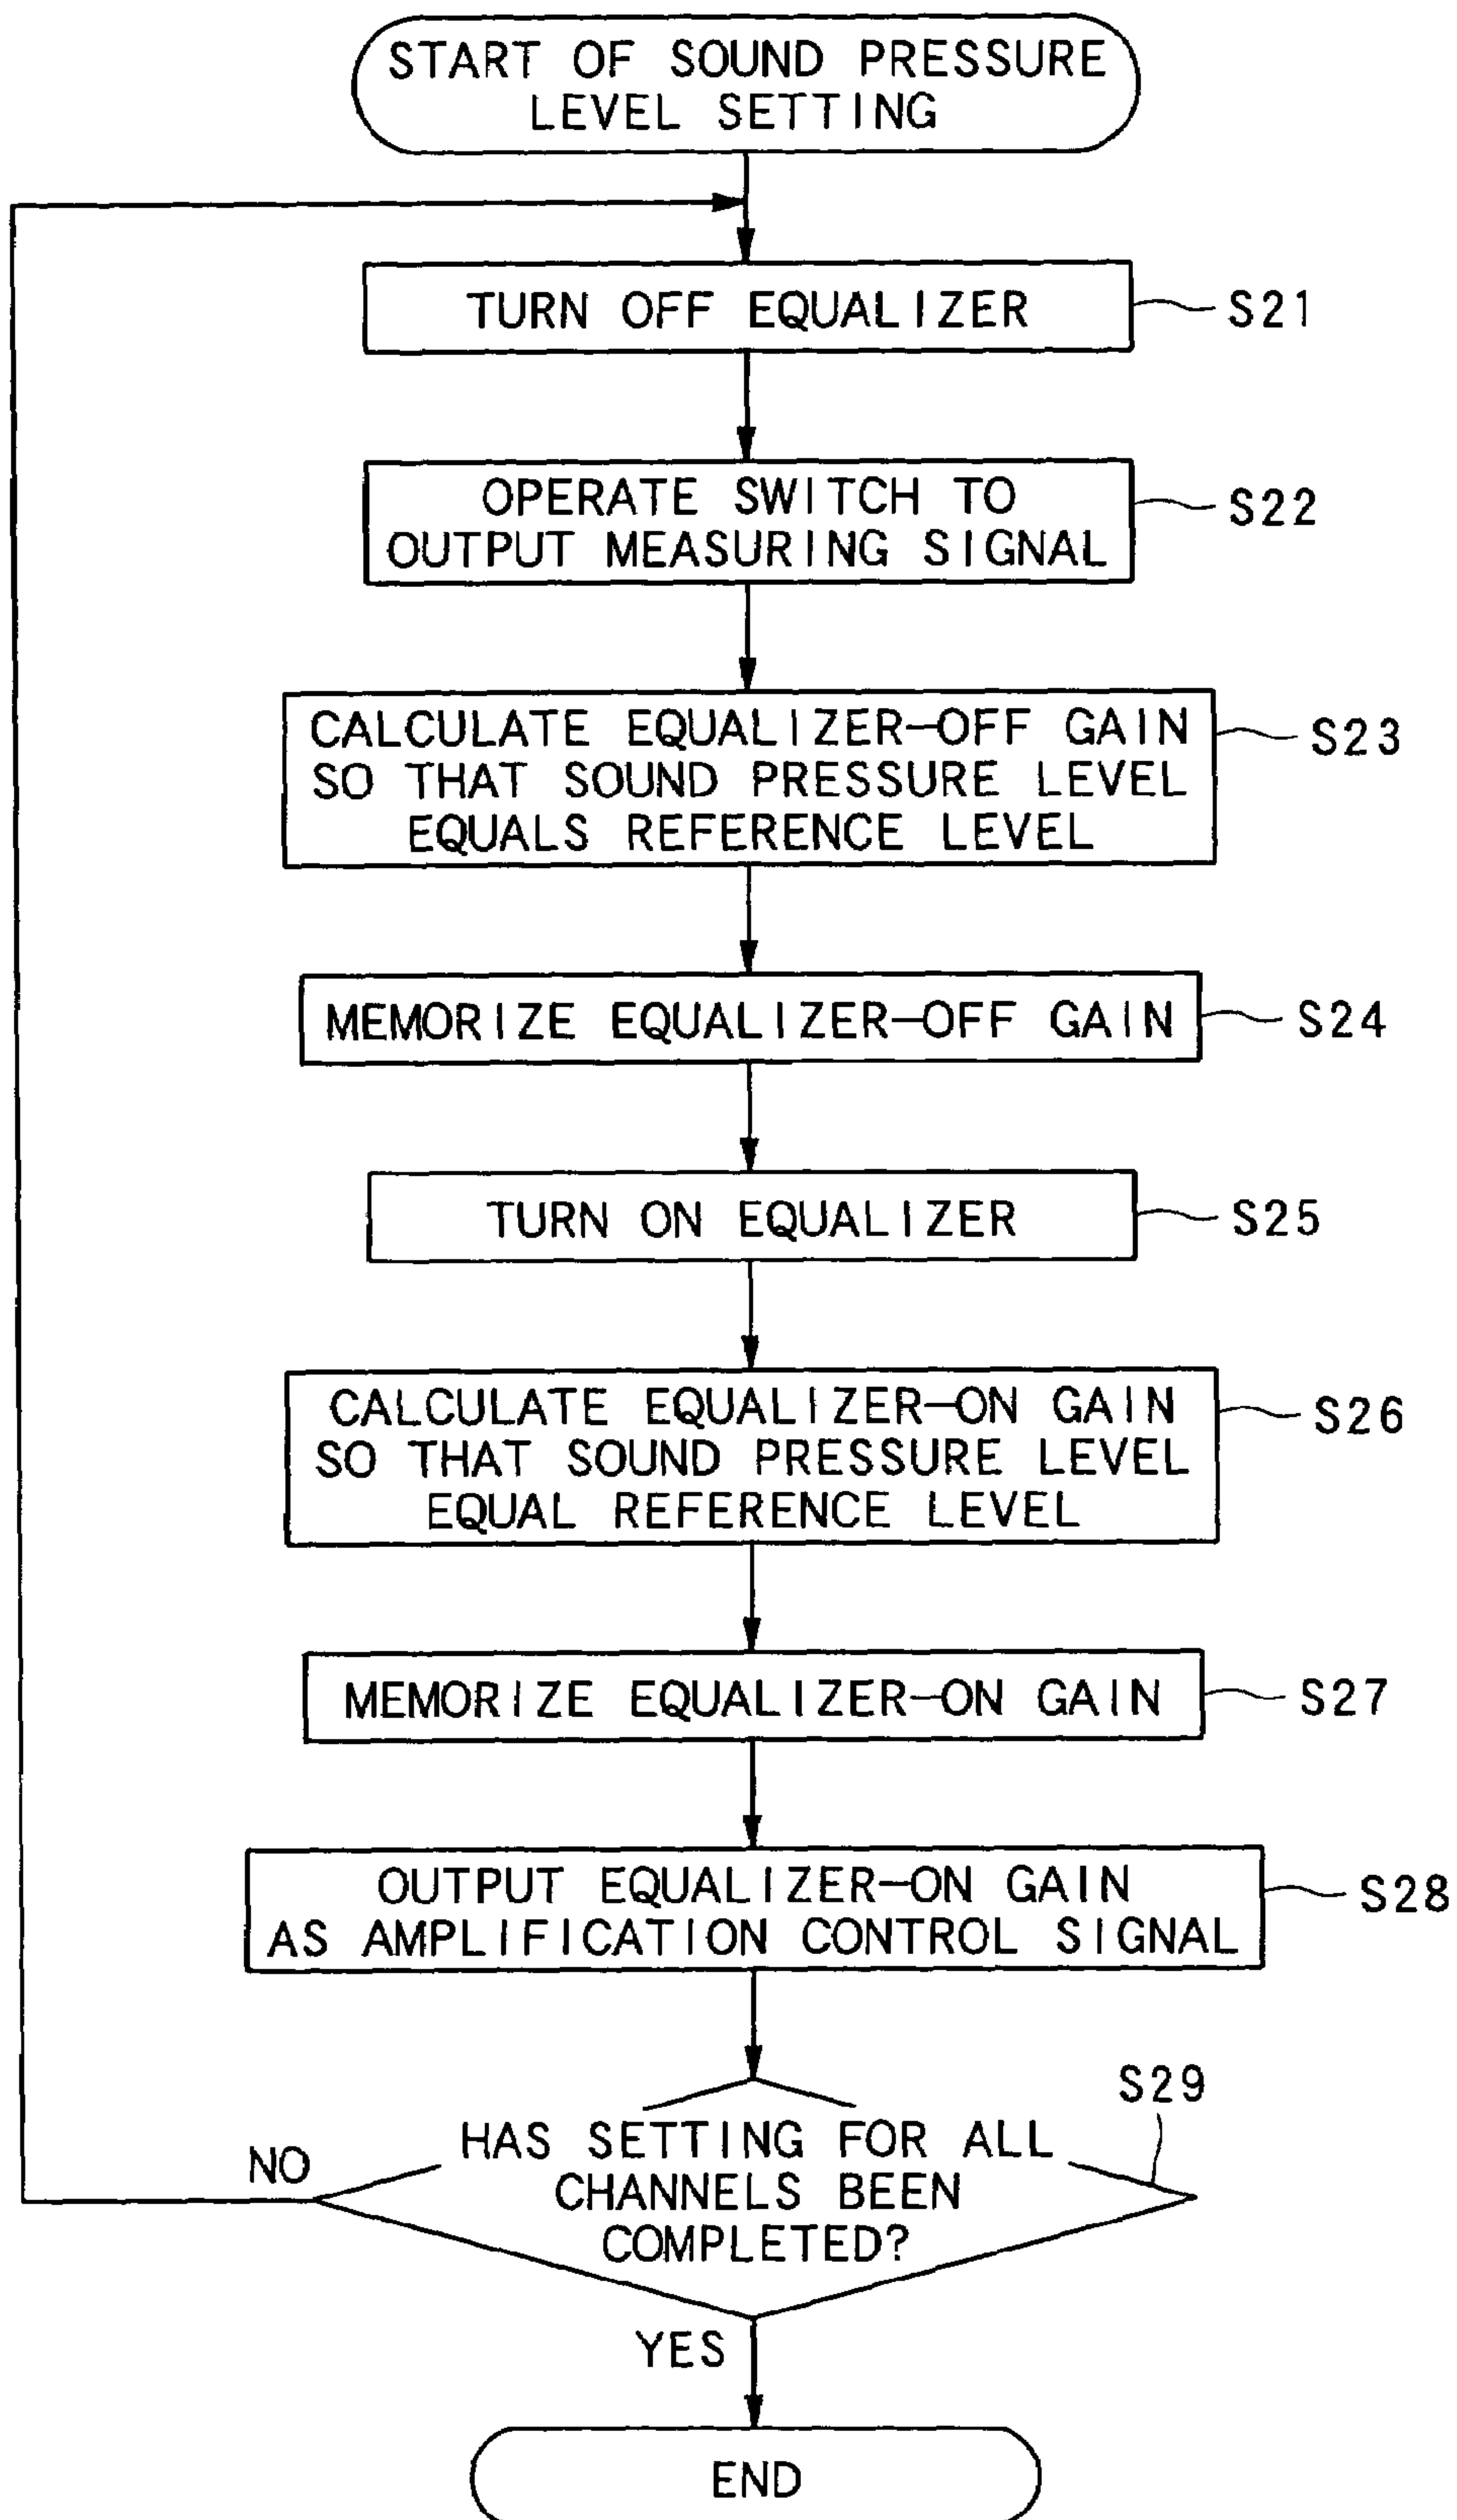 START OF SOUND PRESSURE
LEVEL SETTING
TURN OFF EQUALIZER
S21
OPERATE SWITCH TO
OUTPUT MEASURING SIGNAL
S22
CALCULATE EQUALIZER-OFF GAIN
SO THAT SOUND PRESSURE LEVEL
EQUALS REFERENCE LEVEL
S23
MEMORIZE EQUALIZER-OFF GAIN
S24
TURN ON EQUALIZER
S25
CALCULATE EQUALIZER-ON GAIN
SO THAT SOUND PRESSURE LEVEL
EQUAL REFERENCE LEVEL
S26
MEMORIZE EQUALIZER-ON GAIN
S27
OUTPUT EQUALIZER-ON GAIN
AS AMPLIFICATION CONTROL SIGNAL
S28
S29
HAS SETTING FOR ALL
CHANNELS BEEN
COMPLETED?
NO
YES
END